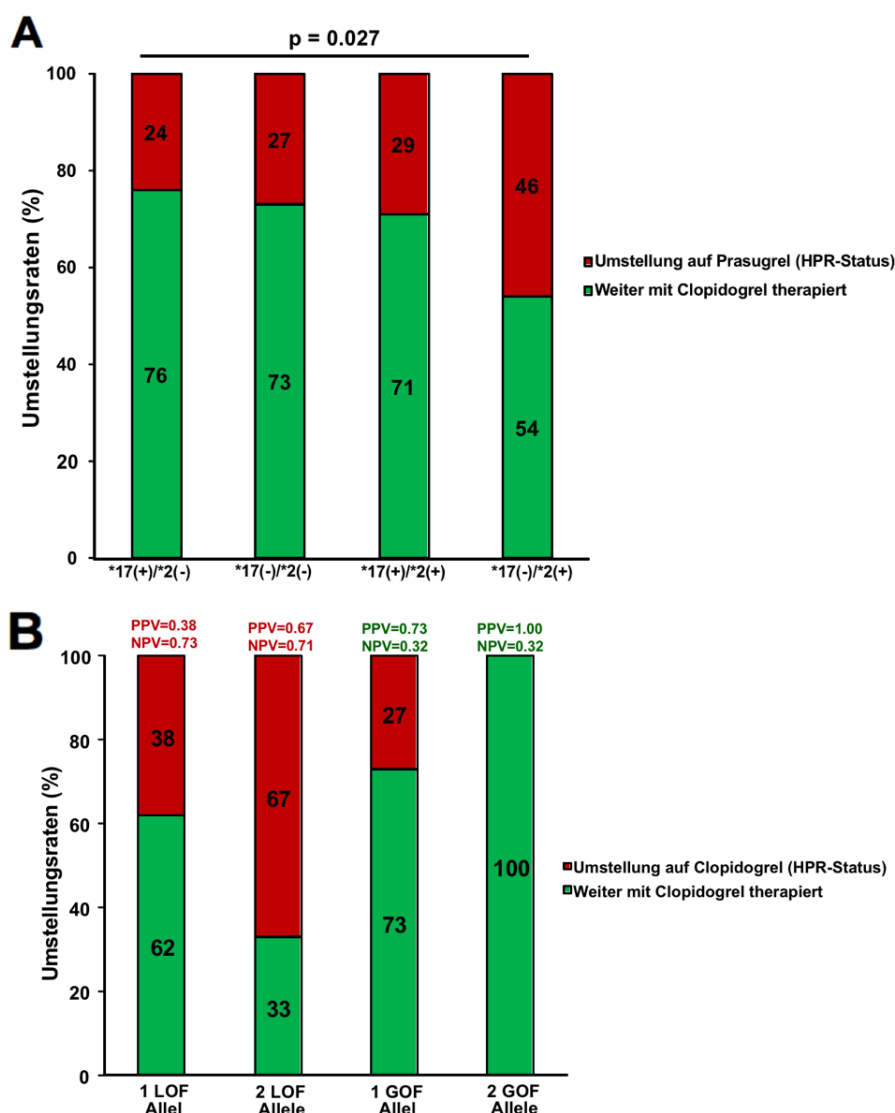 A
p = 0.027
Umstellungsraten (%)
100
80
60
40
20
0
24
27
29
46
76
73
71
54
*17(+)/*2(-)
*17(-)/*2(-)
*17(+)/*2(+)
*17(-)/*2(+)
Umstellung auf Prasugrel (HPR-Status)
Weiter mit Clopidogrel therapiert
B
PPV=0.38
NPV=0.73
PPV=0.67
NPV=0.71
PPV=0.73
NPV=0.32
PPV=1.00
NPV=0.32
Umstellungsraten (%)
100
80
60
40
20
0
38
67
27
62
33
73
100
1 LOF
Allel
2 LOF
Allele
1 GOF
Allel
2 GOF
Allele
Umstellung auf Clopidogrel (HPR-Status)
Weiter mit Clopidogrel therapiert